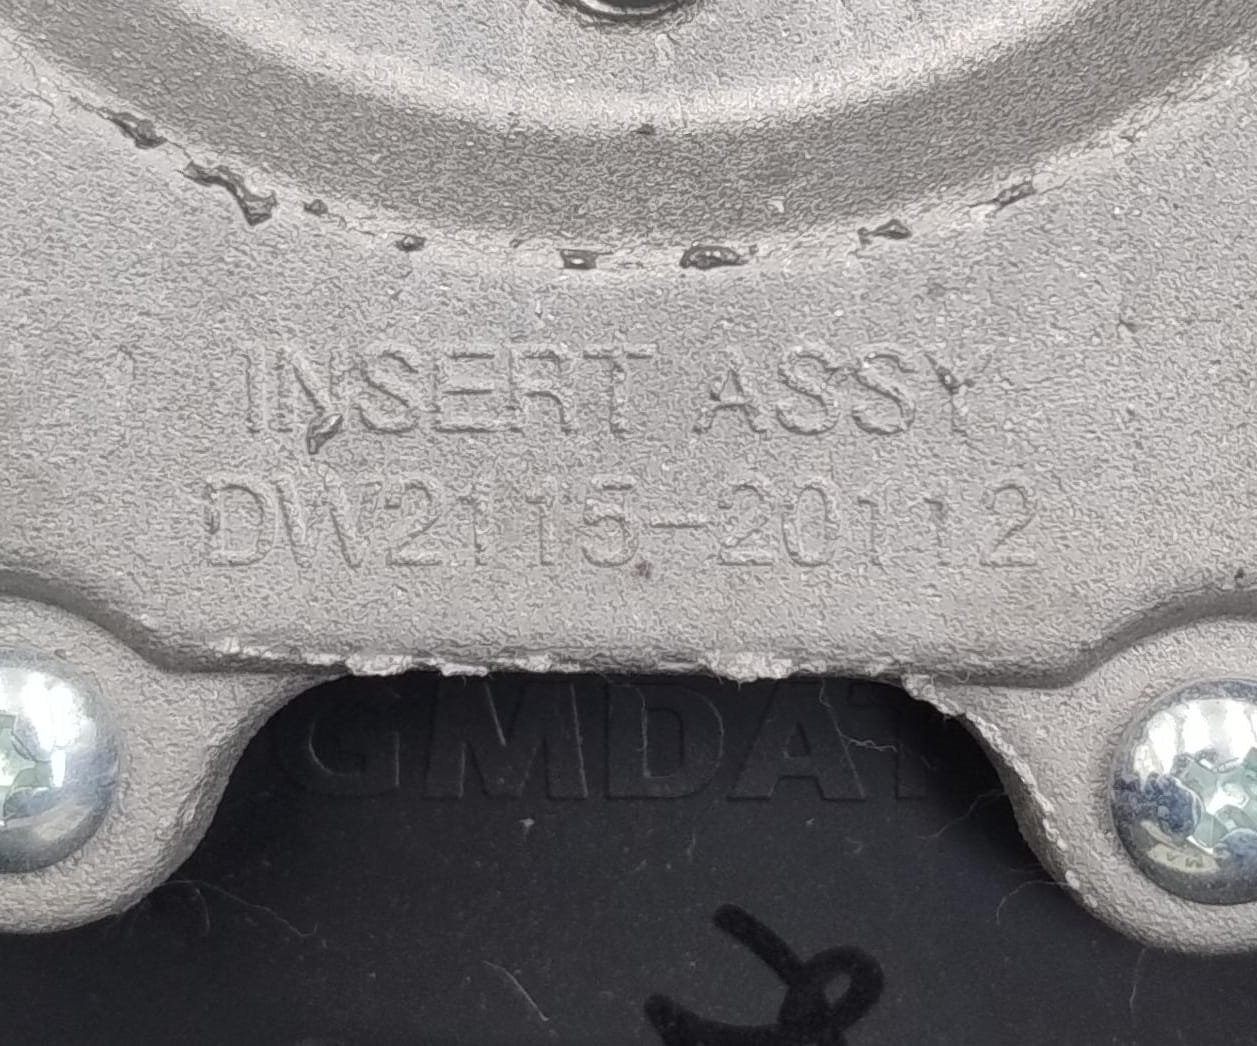 INSERT ASSY
DW2115-20112
GMDAT